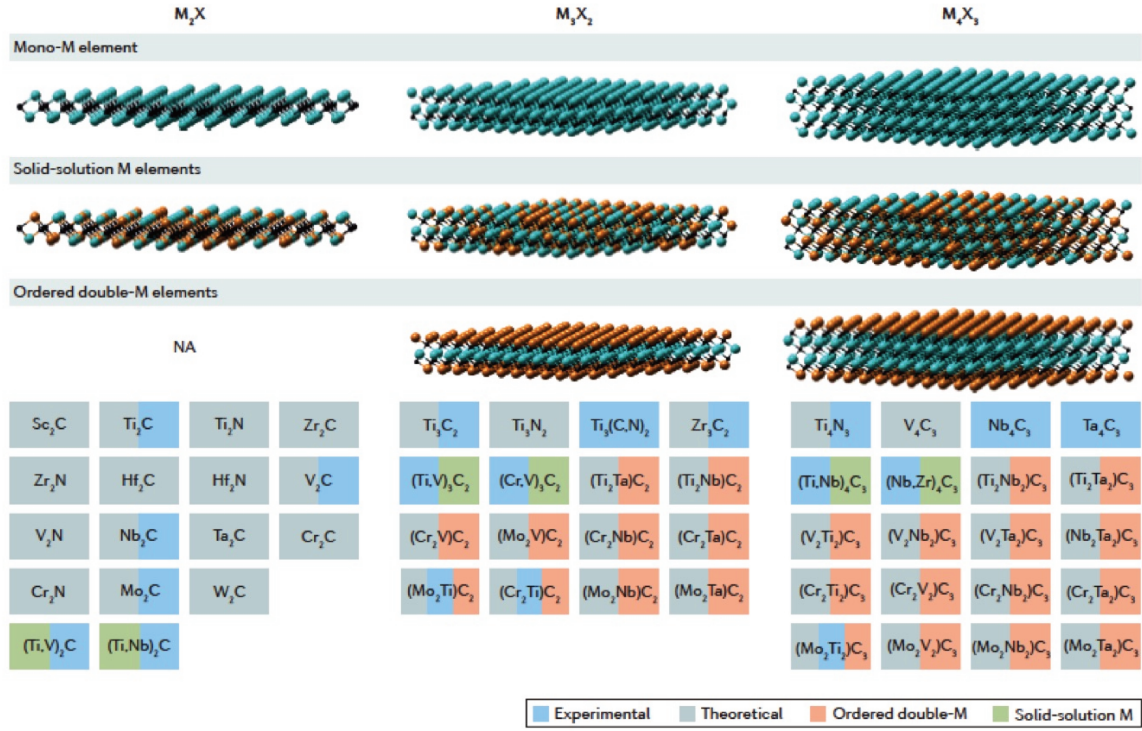 M₂X M₃X₂ M₄X₃
Mono-M element
Solid-solution M elements
Ordered double-M elements
NA
Sc₂C Ti₂C Ti₂N Zr₂C Ti₃C₂ Ti₃N₂ Ti₃(C,N)₂ Zr₃C₂ Ti₄N₃ V₄C₃ Nb₄C₃ Ta₄C₃
Zr₂N Hf₂C Hf₂N V₂C (Ti,V)₃C₂ (Cr,V)₃C₂ (Ti₂Ta)C₂ (Ti₂Nb)C₂ (Ti,Nb)₄C₃ (Nb,Zr)₄C₃ (Ti₂Nb₂)C₃ (Ti₂Ta₂)C₃
V₂N Nb₂C Ta₂C Cr₂C (Cr₂V)C₂ (Mo₂V)C₂ (Cr₂Nb)C₂ (Cr₂Ta)C₂ (V₂Ti₂)C₃ (V₂Nb₂)C₃ (V₂Ta₂)C₃ (Nb₂Ta₂)C₃
Cr₂N Mo₂C W₂C (Mo₂Ti)C₂ (Cr₂Ti)C₂ (Mo₂Nb)C₂ (Mo₂Ta)C₂ (Cr₂Ti₂)C₃ (Cr₂V₂)C₃ (Cr₂Nb₂)C₃ (Cr₂Ta₂)C₃
(Ti,V)₂C (Ti,Nb)₂C (Mo₂Ti₂)C₃ (Mo₂V₂)C₃ (Mo₂Nb₂)C₃ (Mo₂Ta₂)C₃
Experimental Theoretical Ordered double-M Solid-solution M